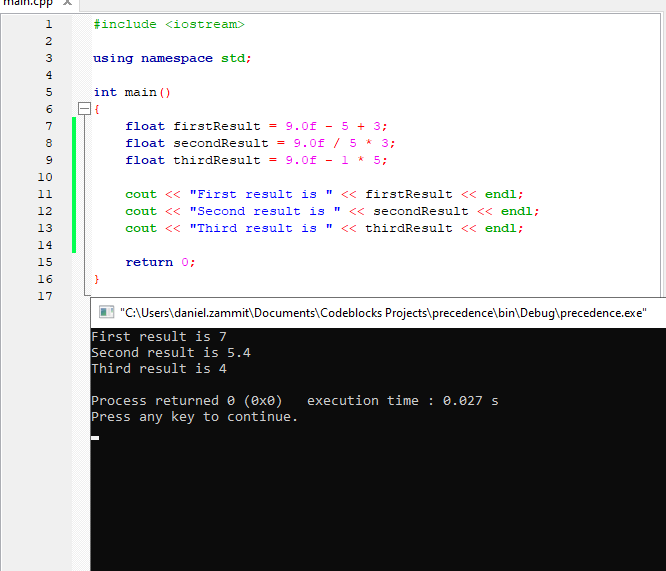 main.cpp X
1 #include <iostream>
2
3 using namespace std;
4
5 int main()
6 {
7 float firstResult = 9.0f - 5 + 3;
8 float secondResult = 9.0f / 5 * 3;
9 float thirdResult = 9.0f - 1 * 5;
10
11 cout << "First result is " << firstResult << endl;
12 cout << "Second result is " << secondResult << endl;
13 cout << "Third result is " << thirdResult << endl;
14
15 return 0;
16 }
17
"C:\Users\daniel.zammit\Documents\Codeblocks Projects\precedence\bin\Debug\precedence.exe"
First result is 7
Second result is 5.4
Third result is 4
Process returned 0 (0x0)   execution time : 0.027 s
Press any key to continue.